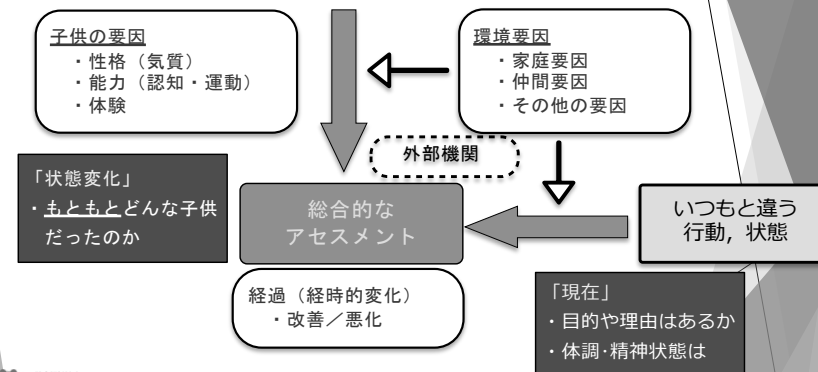 子供の要因
・性格（気質）
・能力（認知・運動）
・体験
環境要因
・家庭要因
・仲間要因
・その他の要因
外部機関
「状態変化」
・もともとどんな子供
だったのか
総合的な
アセスメント
いつもと違う
行動，状態
経過（経時的変化）
・改善／悪化
「現在」
・目的や理由はあるか
・体調･精神状態は